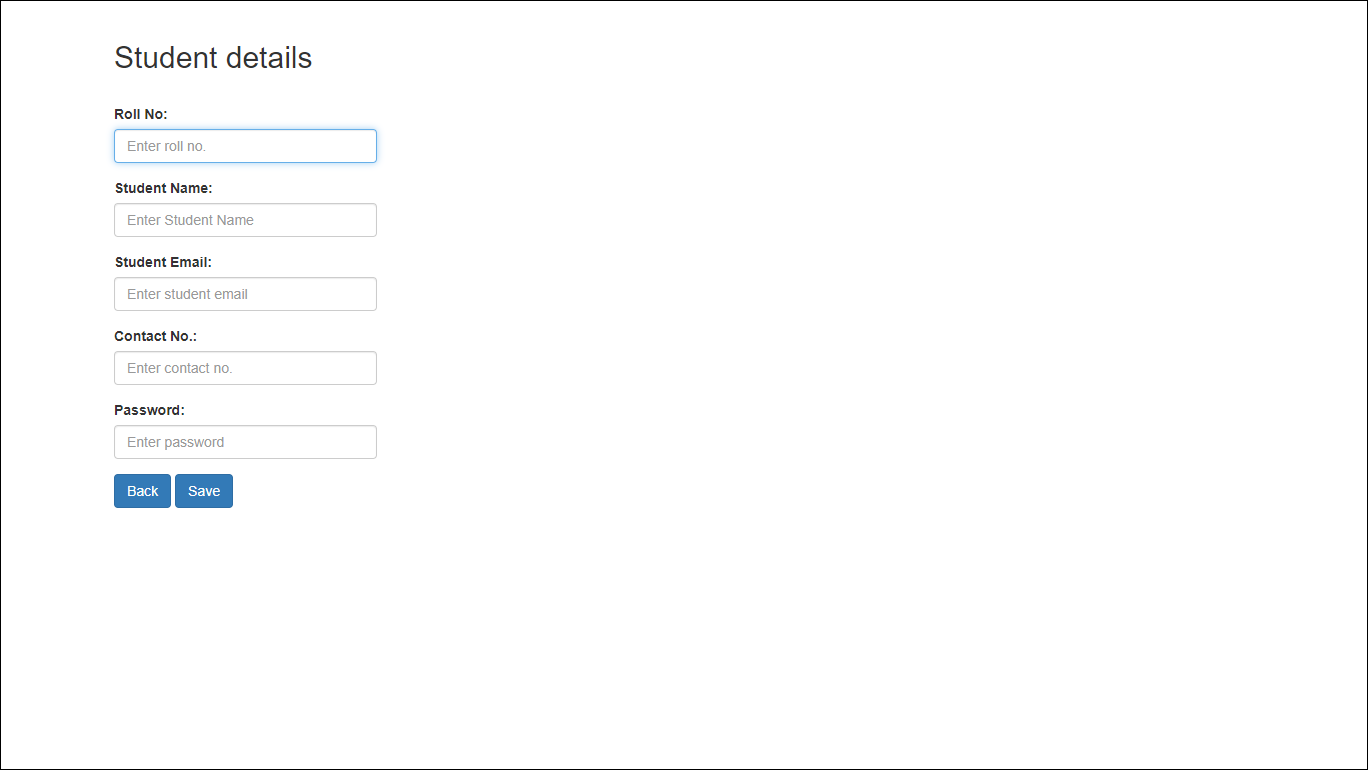 Student details
Roll No:
Enter roll no.
Student Name:
Enter Student Name
Student Email:
Enter student email
Contact No.:
Enter contact no.
Password:
Enter password
Back Save